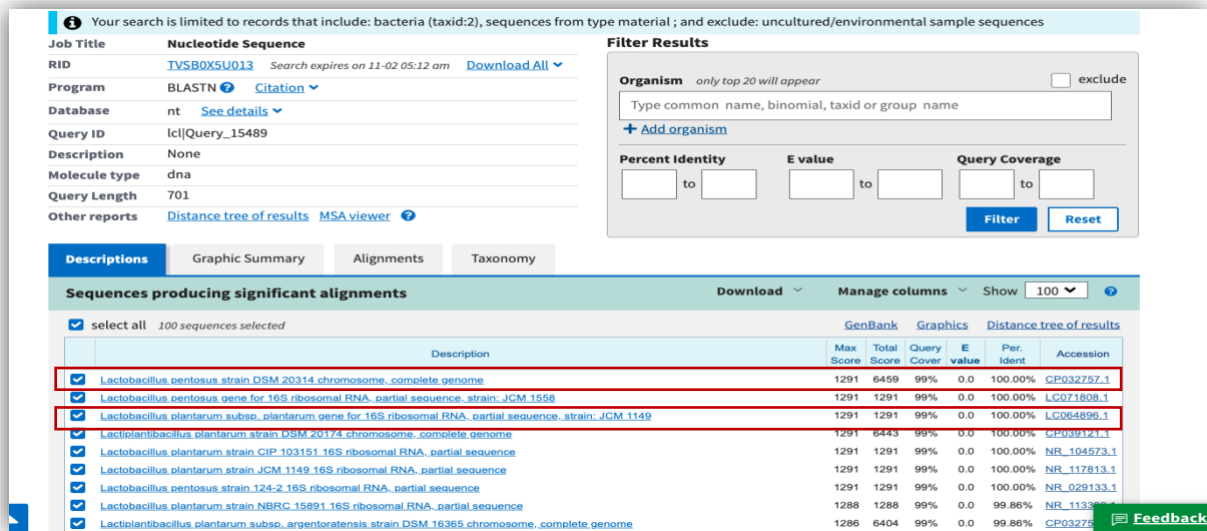 Your search is limited to records that include: bacteria (taxid:2), sequences from type material ; and exclude: uncultured/environmental sample sequences
Job Title Nucleotide Sequence
RID TVSB0X5U013 Search expires on 11-02 05:12 am Download All
Program BLASTN Citation
Database nt See details
Query ID lcl|Query_15489
Description None
Molecule type dna
Query Length 701
Other reports Distance tree of results MSA viewer
Filter Results
Organism only top 20 will appear exclude
Type common name, binomial, taxid or group name
+ Add organism
Percent Identity E value Query Coverage
to to to
Filter Reset
Descriptions Graphic Summary Alignments Taxonomy
Sequences producing significant alignments Download Manage columns Show 100
select all 100 sequences selected GenBank Graphics Distance tree of results
Description Max Score Total Score Query Cover E value Per. Ident Accession
Lactobacillus pentosus strain DSM 20314 chromosome, complete genome 1291 6459 99% 0.0 100.00% CP032757.1
Lactobacillus pentosus gene for 16S ribosomal RNA, partial sequence, strain: JCM 1558 1291 1291 99% 0.0 100.00% LC071808.1
Lactobacillus plantarum subsp. plantarum gene for 16S ribosomal RNA, partial sequence, strain: JCM 1149 1291 1291 99% 0.0 100.00% LC064896.1
Lactiplantibacillus plantarum strain DSM 20174 chromosome, complete genome 1291 6443 99% 0.0 100.00% CP039121.1
Lactobacillus plantarum strain CIP 103151 16S ribosomal RNA, partial sequence 1291 1291 99% 0.0 100.00% NR_104573.1
Lactobacillus plantarum strain JCM 1149 16S ribosomal RNA, partial sequence 1291 1291 99% 0.0 100.00% NR_117813.1
Lactobacillus pentosus strain 124-2 16S ribosomal RNA, partial sequence 1291 1291 99% 0.0 100.00% NR_029133.1
Lactobacillus plantarum strain NBRC 15891 16S ribosomal RNA, partial sequence 1288 1288 99% 0.0 99.86%
Lactiplantibacillus plantarum subsp. argentoratensis strain DSM 16365 chromosome, complete genome 1286 6404 99% 0.0 99.86%
Feedback